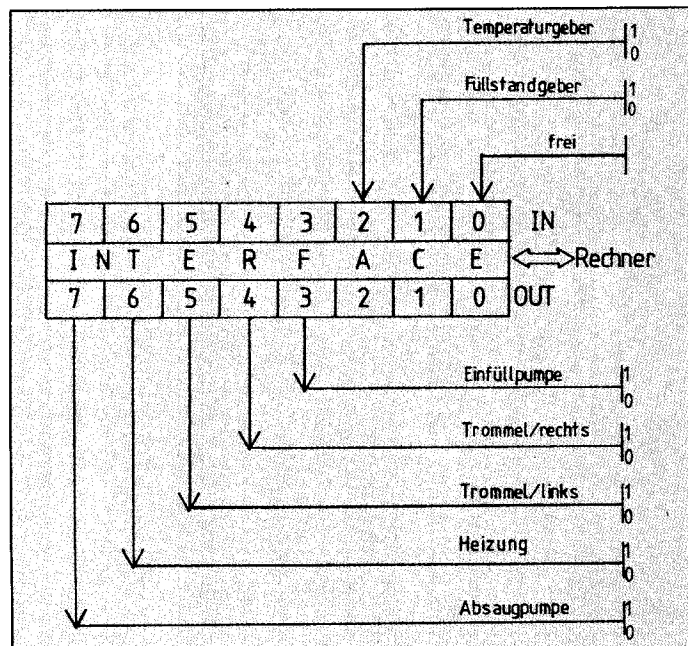 Temperaturgeber 1
0
Füllstandgeber 1
0
frei
7 6 5 4 3 2 1 0 IN
INTERFACE Rechner
7 6 5 4 3 2 1 0 OUT
Einfüllpumpe 1
0
Trommel/rechts 1
0
Trommel/links 1
0
Heizung 1
0
Absaugpumpe 1
0